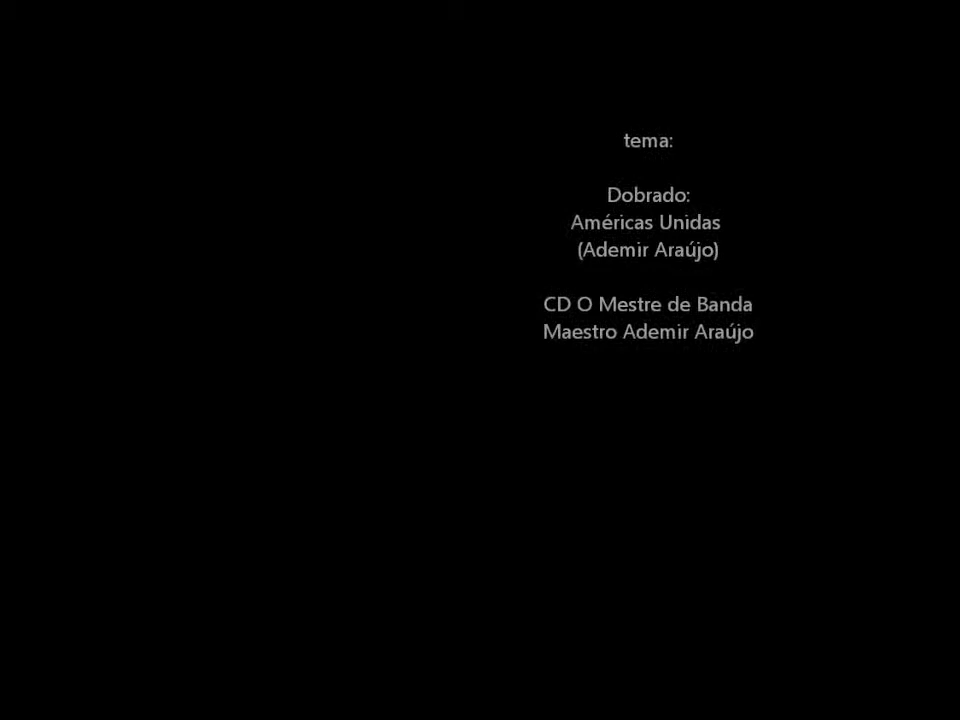 tema:
Dobrado:
Américas Unidas
(Ademir Araújo)
CD O Mestre de Banda
Maestro Ademir Araújo